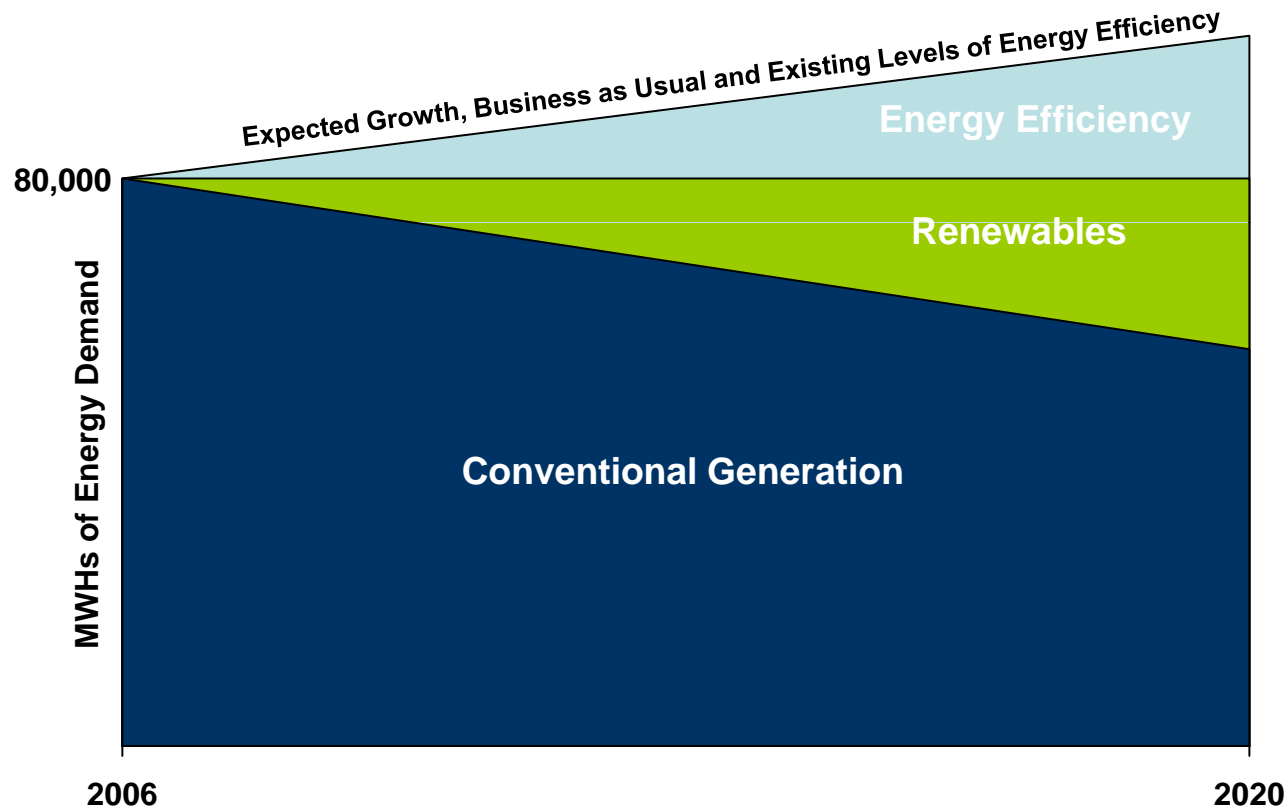 Expected Growth, Business as Usual and Existing Levels of Energy Efficiency
Energy Efficiency
80,000
Renewables
MWHs of Energy Demand
Conventional Generation
2006
2020